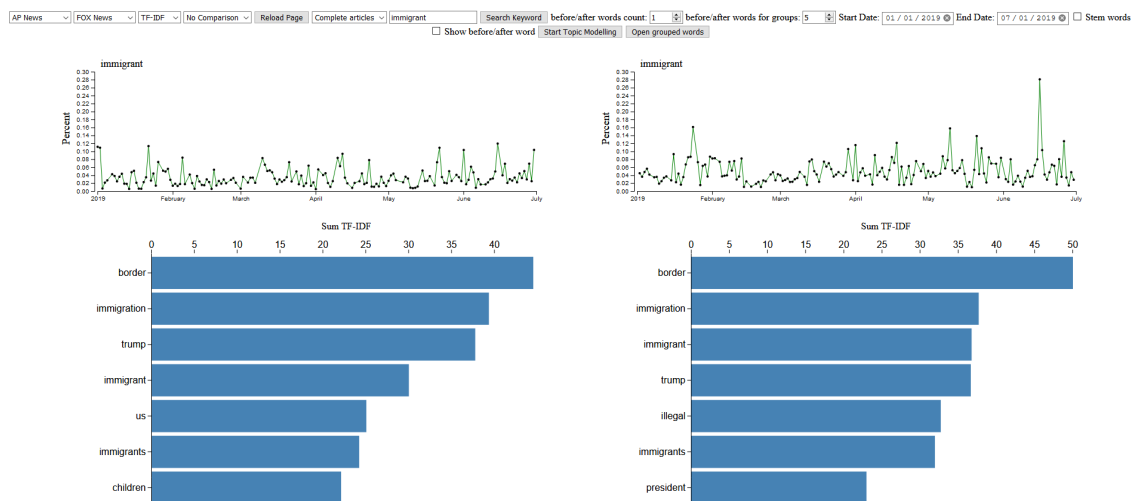 AP News FOX News TF-IDF No Comparison Reload Page Complete articles immigrant Search Keyword before/after words count: 1 before/after words for groups: 5 Start Date: 01/01/2019 End Date: 07/01/2019 Stem words
Show before/after word Start Topic Modelling Open grouped words
immigrant
Percent
0.30
0.28
0.26
0.24
0.22
0.20
0.18
0.16
0.14
0.12
0.10
0.08
0.06
0.04
0.02
0.00
2019 February March April May June July
immigrant
Percent
0.30
0.28
0.26
0.24
0.22
0.20
0.18
0.16
0.14
0.12
0.10
0.08
0.06
0.04
0.02
0.00
2019 February March April May June July
Sum TF-IDF
0 5 10 15 20 25 30 35 40
border
immigration
trump
immigrant
us
immigrants
children
Sum TF-IDF
0 5 10 15 20 25 30 35 40 45 50
border
immigration
immigrant
trump
illegal
immigrants
president